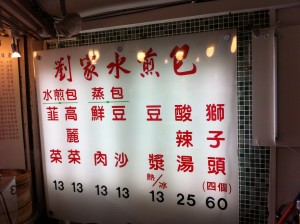 劉家水煎包
水煎包
韭菜 13
高麗菜 13
蒸包
鮮肉 13
豆沙 13
豆漿 熱/冰 13
酸辣湯 25
獅子頭 (四個) 60